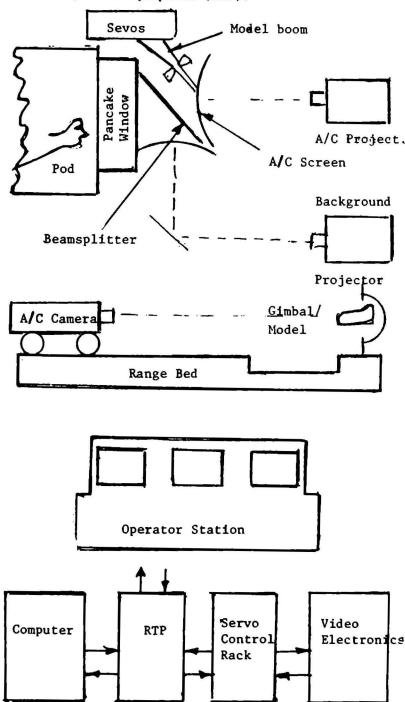 Sevos
Model boom
Pancake
Window
Pod
A/C Project.
A/C Screen
Background
Beamsplitter
Projector
A/C Camera
Gimbal/
Model
Range Bed
Operator Station
Computer
RTP
Servo
Control
Rack
Video
Electronics